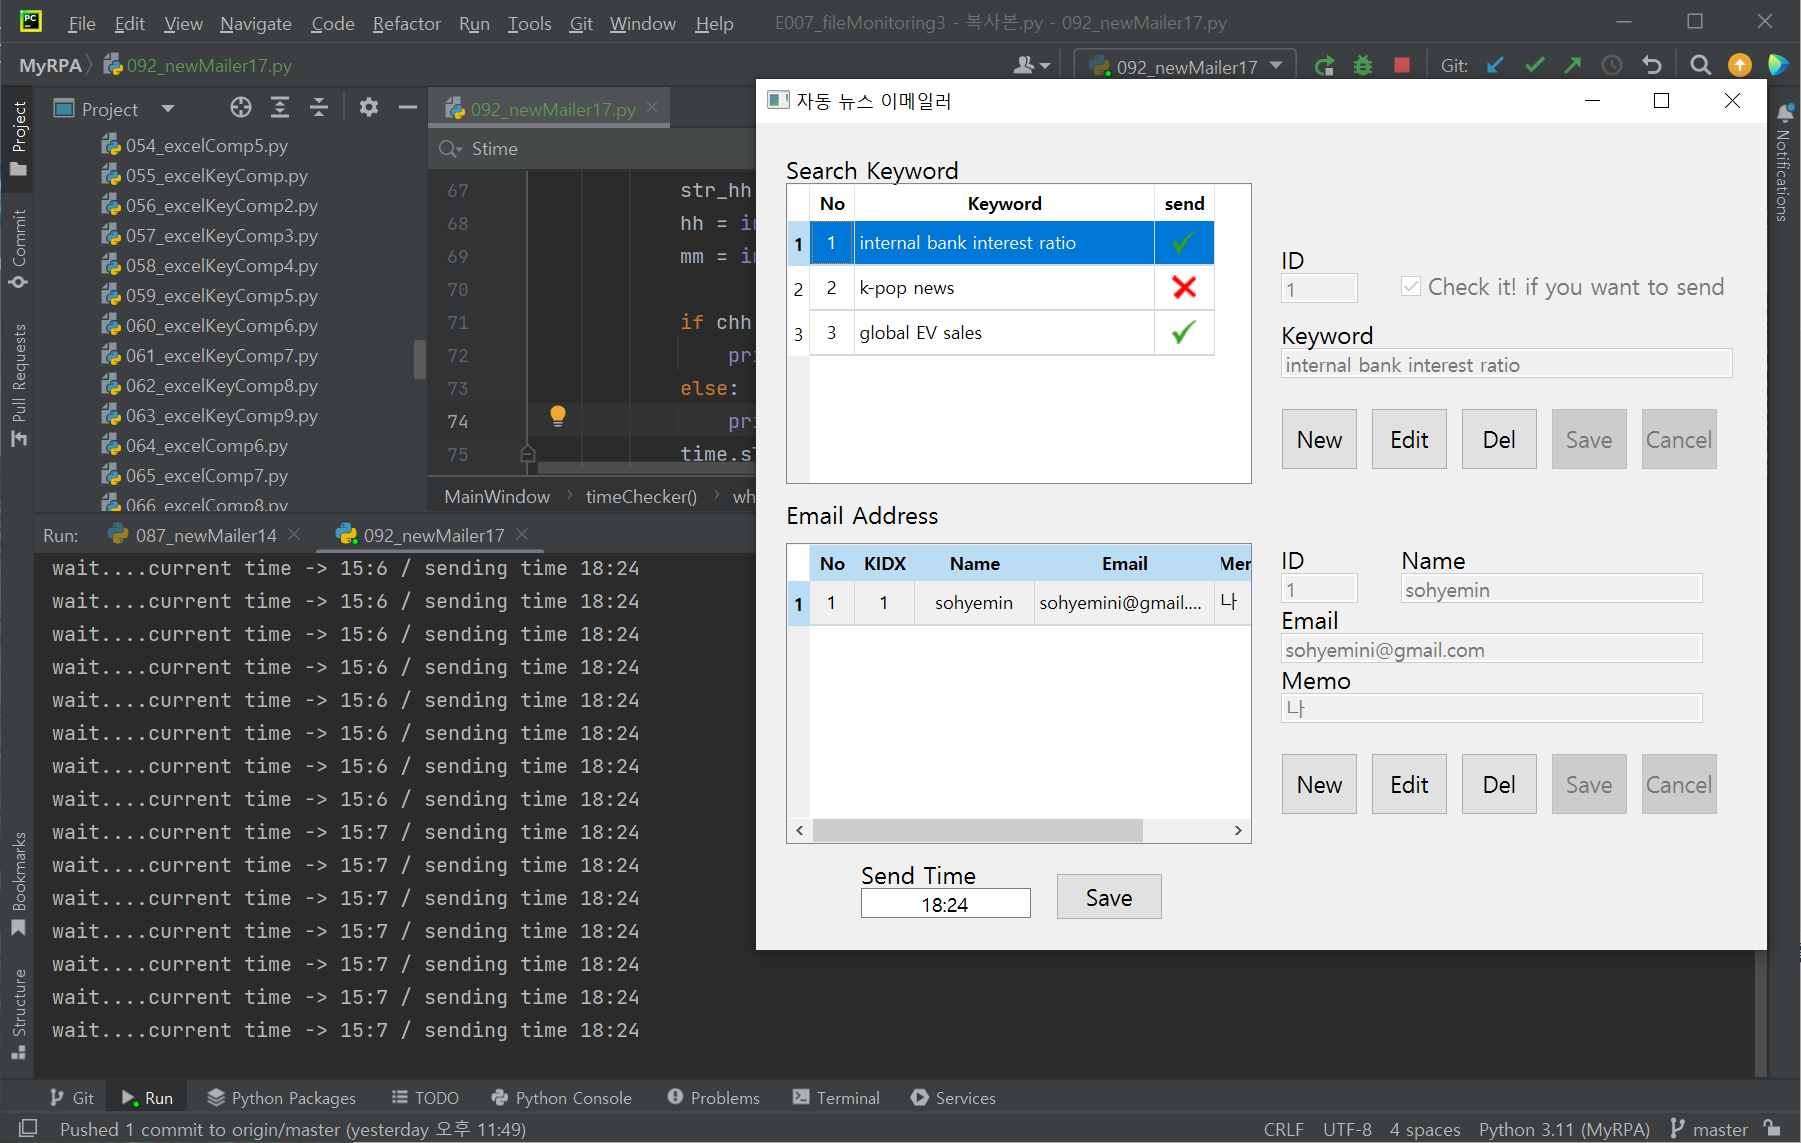 File Edit View Navigate Code Refactor Run Tools Git Window Help E007_fileMonitoring3 - 복사본.py - 092_newMailer17.py
MyRPA 092_newMailer17.py 092_newMailer17 Git:
Project
Commit
Pull Requests
Bookmarks
Structure
Notifications
Project
054_excelComp5.py
055_excelKeyComp.py
056_excelKeyComp2.py
057_excelKeyComp3.py
058_excelKeyComp4.py
059_excelKeyComp5.py
060_excelKeyComp6.py
061_excelKeyComp7.py
062_excelKeyComp8.py
063_excelKeyComp9.py
064_excelComp6.py
065_excelComp7.py
066_excelComp8.py
092_newMailer17.py
Stime
67 str_hh
68 hh = in
69 mm = in
70
71 if chh
72 pri
73 else:
74 pri
75 time.sl
MainWindow timeChecker() wh
Run: 087_newMailer14 092_newMailer17
wait....current time -> 15:6 / sending time 18:24
wait....current time -> 15:6 / sending time 18:24
wait....current time -> 15:6 / sending time 18:24
wait....current time -> 15:6 / sending time 18:24
wait....current time -> 15:6 / sending time 18:24
wait....current time -> 15:6 / sending time 18:24
wait....current time -> 15:6 / sending time 18:24
wait....current time -> 15:6 / sending time 18:24
wait....current time -> 15:7 / sending time 18:24
wait....current time -> 15:7 / sending time 18:24
wait....current time -> 15:7 / sending time 18:24
wait....current time -> 15:7 / sending time 18:24
wait....current time -> 15:7 / sending time 18:24
wait....current time -> 15:7 / sending time 18:24
wait....current time -> 15:7 / sending time 18:24
자동 뉴스 이메일러
Search Keyword
No Keyword send
1 1 internal bank interest ratio
2 2 k-pop news
3 3 global EV sales
ID
1 Check it! if you want to send
Keyword
internal bank interest ratio
New Edit Del Save Cancel
Email Address
No KIDX Name Email Mer
1 1 1 sohyemin sohyemini@gmail.... 나
ID Name
1 sohyemin
Email
sohyemini@gmail.com
Memo
나
New Edit Del Save Cancel
Send Time
18:24 Save
Git Run Python Packages TODO Python Console Problems Terminal Services
Pushed 1 commit to origin/master (yesterday 오후 11:49) CRLF UTF-8 4 spaces Python 3.11 (MyRPA) master